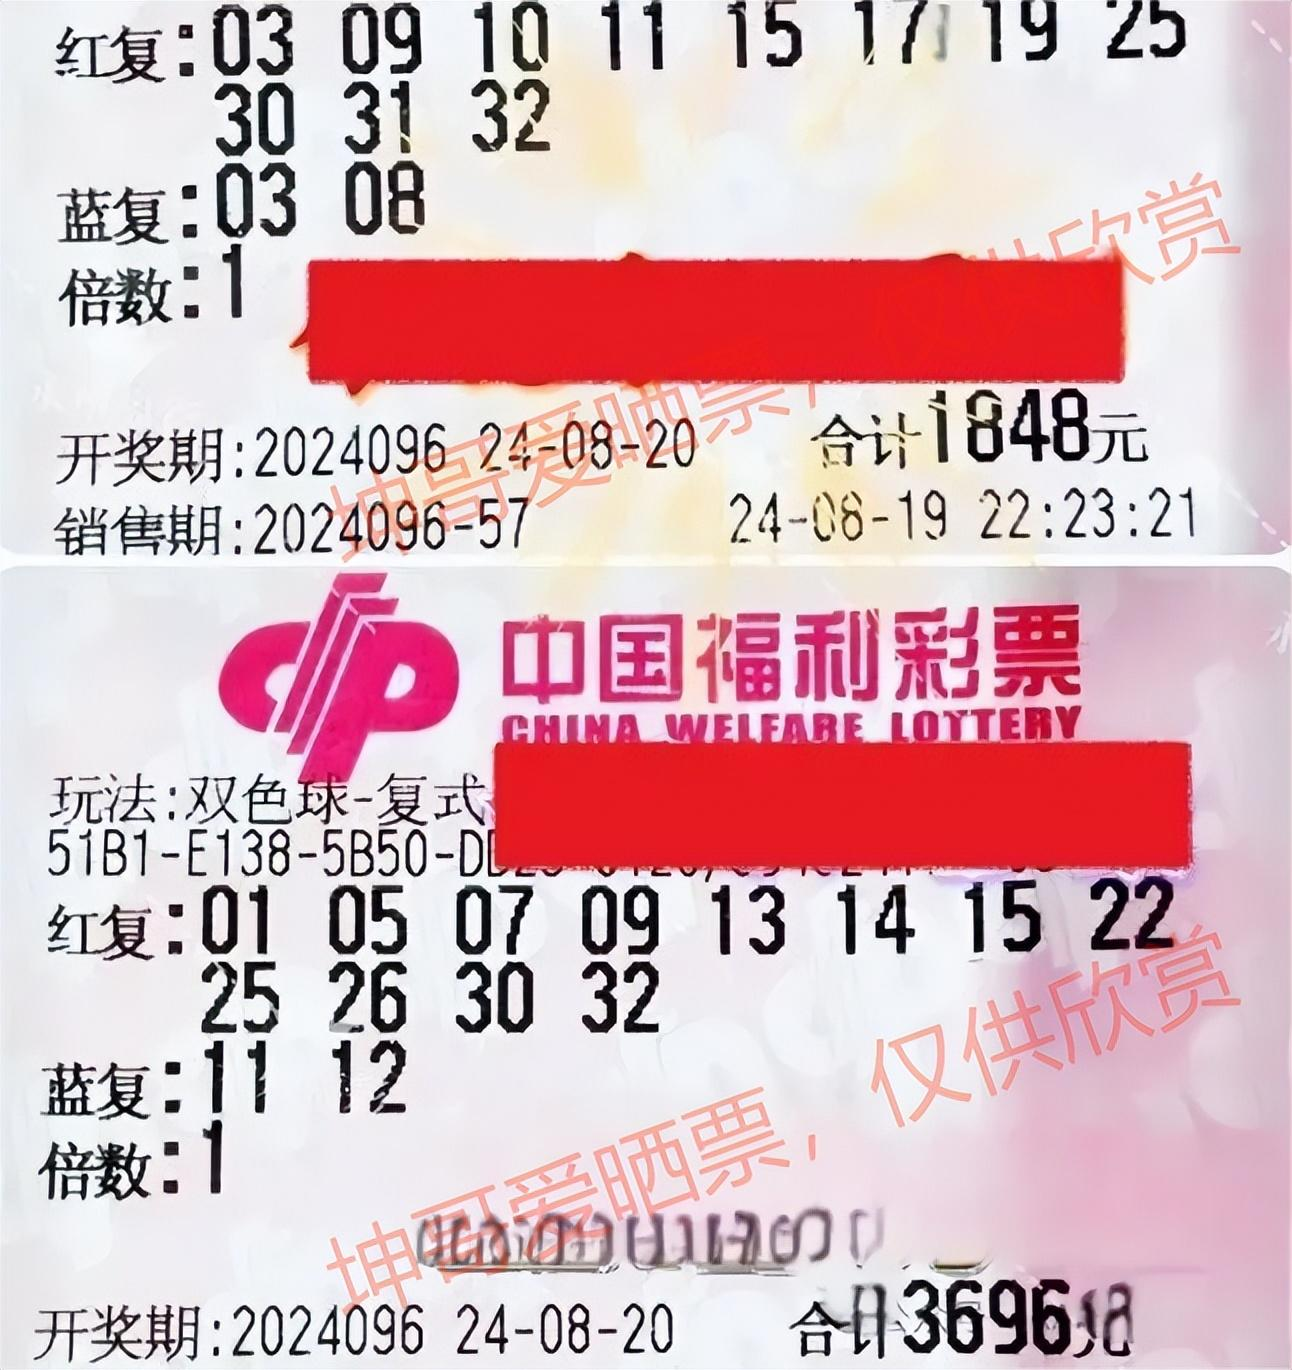 红复:03 09 10 11 15 17 19 25
30 31 32
蓝复:03 08
倍数:1
仅供欣赏
坤哥爱晒票,
开奖期:2024096 24-08-20 合计1848元
销售期:2024096-57 24-08-19 22:23:21
中国福利彩票
CHINA WELFARE LOTTERY
玩法:双色球-复式
51B1-E138-5B50-D
红复:01 05 07 09 13 14 15 22
25 26 30 32
蓝复:11 12
倍数:1
坤哥爱晒票,仅供欣赏
开奖期:2024096 24-08-20 合计3696元